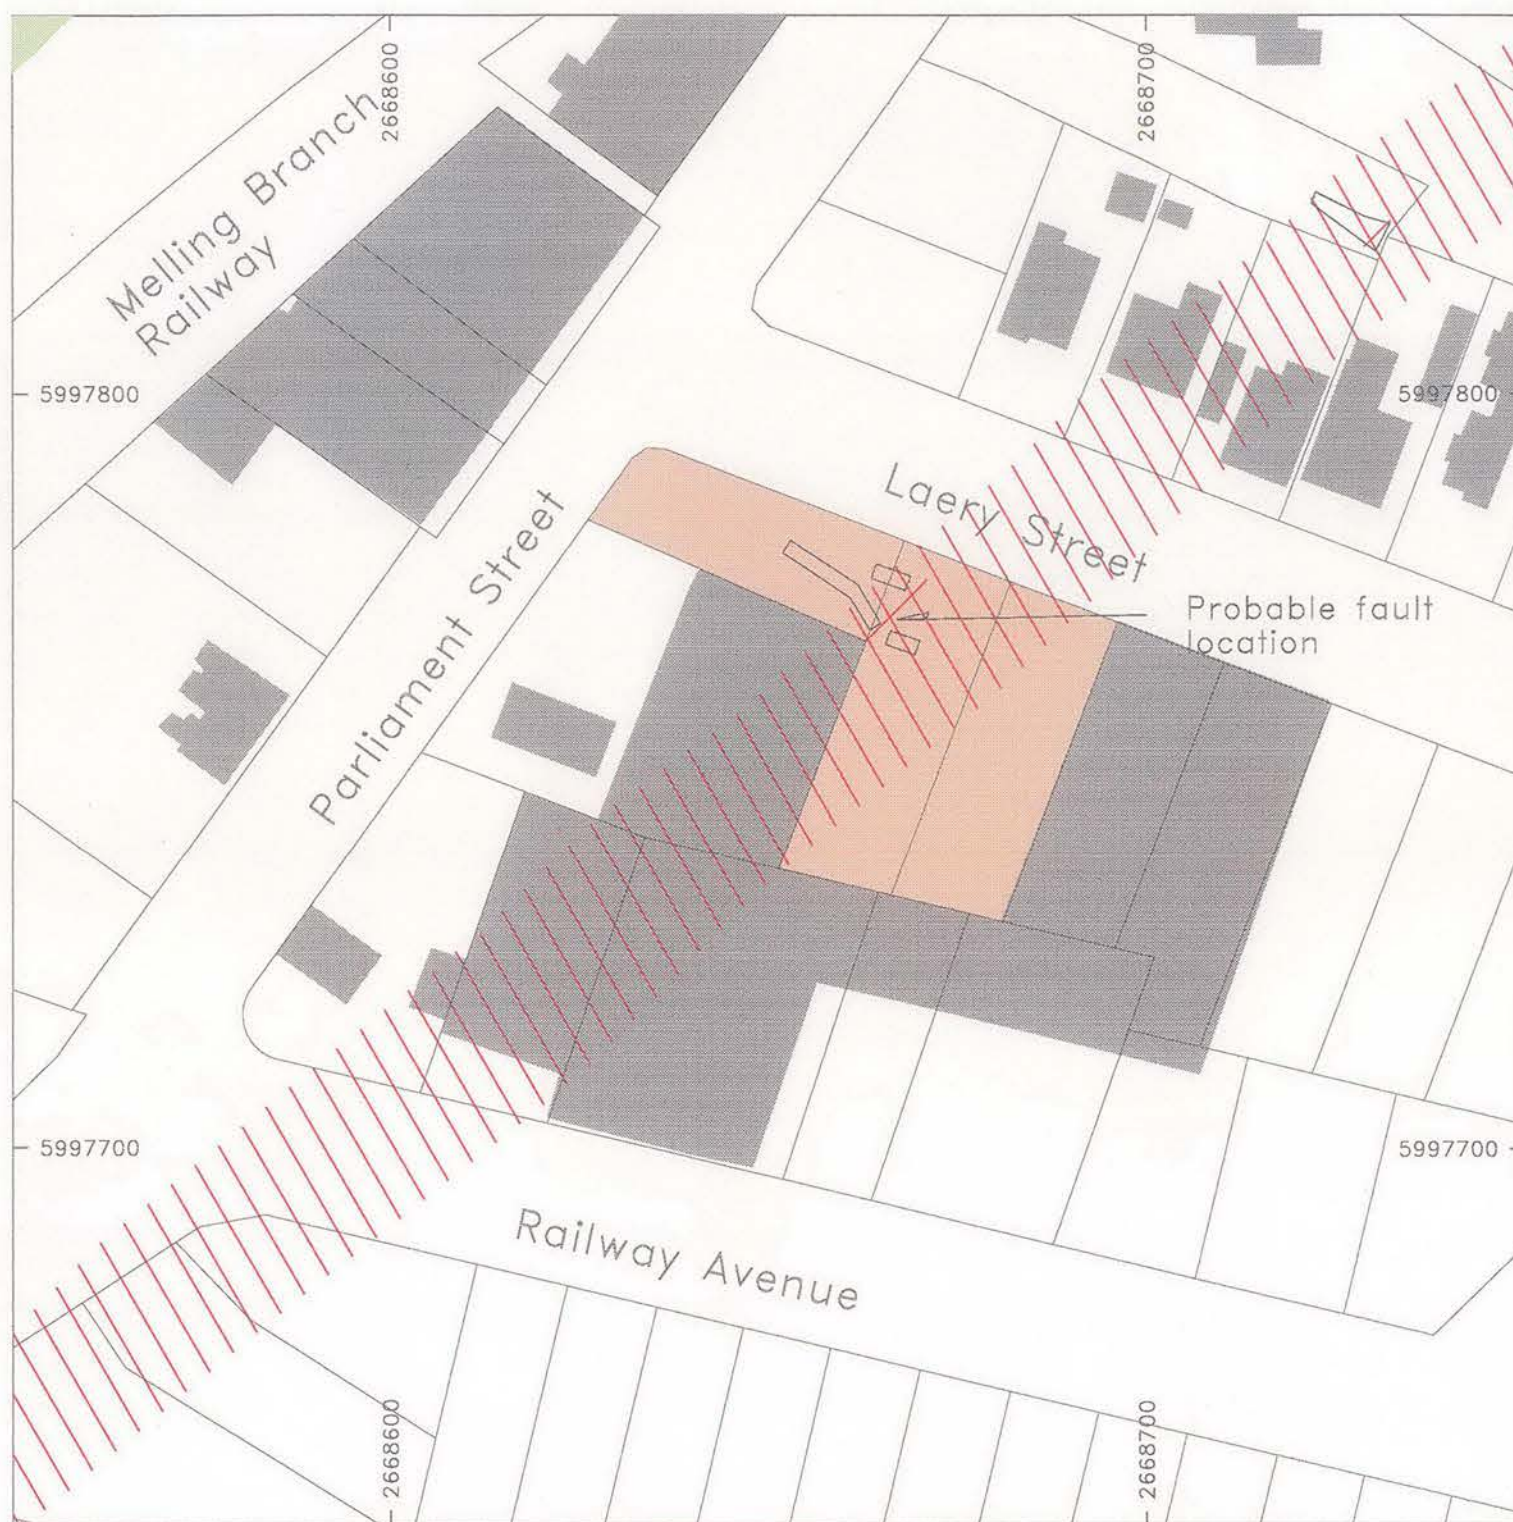 2668600
2668700
Melling Branch
Railway
5997800
5997800
Laery Street
Parliament Street
Probable fault
location
5997700
5997700
Railway Avenue
2668600
2668700